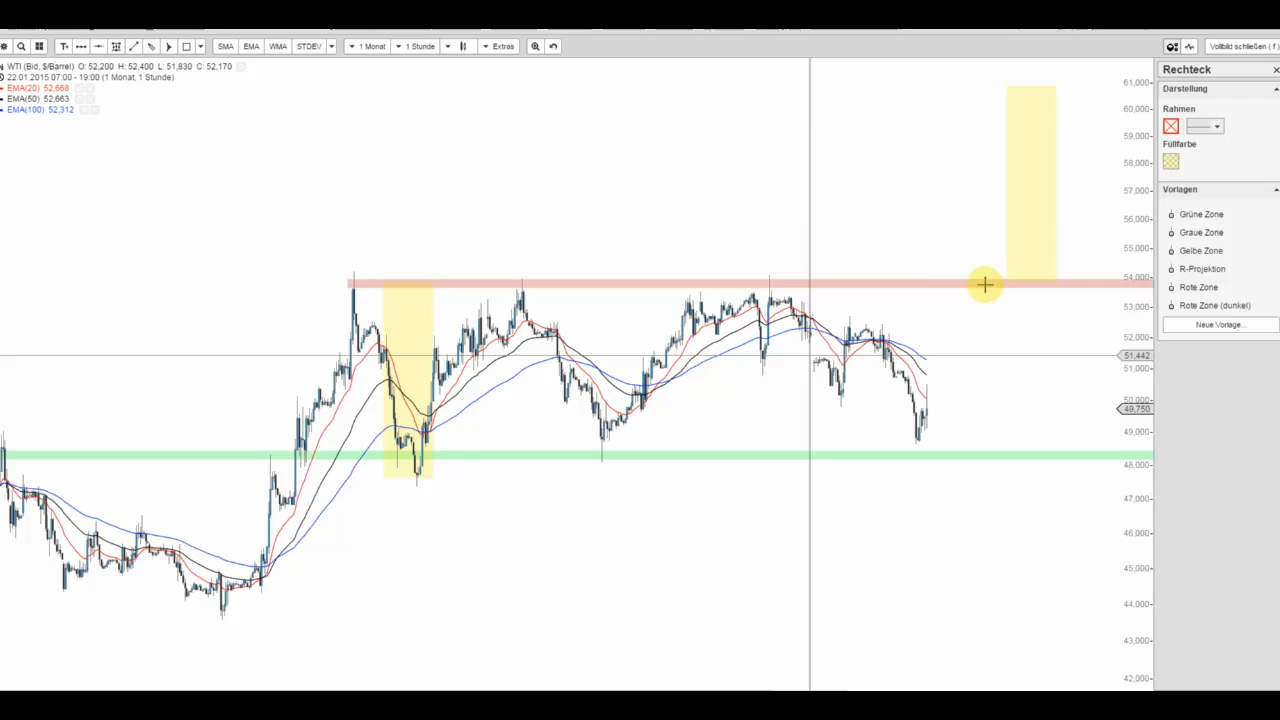 T+ SMA EMA WMA STDEV 1 Monat 1 Stunde Extras Vollbild schließen ( f )
WTI (Bid, $/Barrel) O: 52,200 H: 52,400 L: 51,830 C: 52,170
22.01.2015 07:00 - 19:00 (1 Monat, 1 Stunde)
EMA(20) 52,668
EMA(50) 52,663
EMA(100) 52,312
61,000
60,000
59,000
58,000
57,000
56,000
55,000
54,000
53,000
52,000
51,442
51,000
50,000
49,750
49,000
48,000
47,000
46,000
45,000
44,000
43,000
42,000
Rechteck
Darstellung
Rahmen
Füllfarbe
Vorlagen
Grüne Zone
Graue Zone
Gelbe Zone
R-Projektion
Rote Zone
Rote Zone (dunkel)
Neue Vorlage...